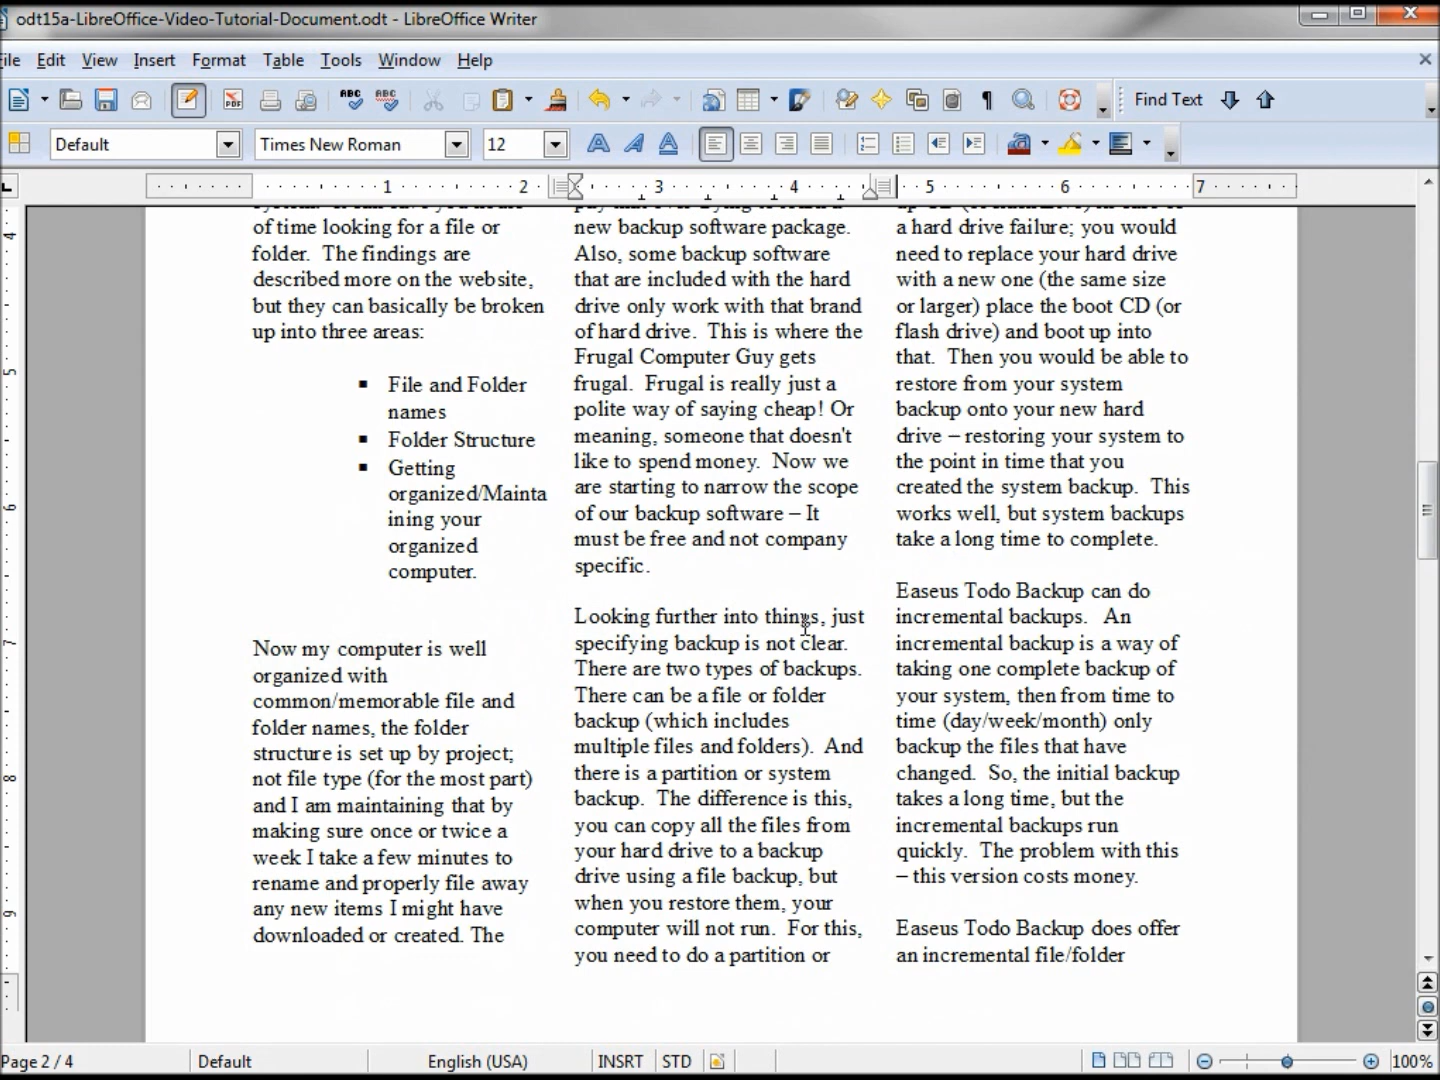 odt15a-LibreOffice-Video-Tutorial-Document.odt - LibreOffice Writer
File Edit View Insert Format Table Tools Window Help
Find Text
Default Times New Roman 12
1 2 3 4 5 6 7
of time looking for a file or
folder. The findings are
described more on the website,
but they can basically be broken
up into three areas:
▪ File and Folder
names
▪ Folder Structure
▪ Getting
organized/Mainta
ining your
organized
computer.
Now my computer is well
organized with
common/memorable file and
folder names, the folder
structure is set up by project;
not file type (for the most part)
and I am maintaining that by
making sure once or twice a
week I take a few minutes to
rename and properly file away
any new items I might have
downloaded or created. The
new backup software package.
Also, some backup software
that are included with the hard
drive only work with that brand
of hard drive. This is where the
Frugal Computer Guy gets
frugal. Frugal is really just a
polite way of saying cheap! Or
meaning, someone that doesn't
like to spend money. Now we
are starting to narrow the scope
of our backup software – It
must be free and not company
specific.
Looking further into things, just
specifying backup is not clear.
There are two types of backups.
There can be a file or folder
backup (which includes
multiple files and folders). And
there is a partition or system
backup. The difference is this,
you can copy all the files from
your hard drive to a backup
drive using a file backup, but
when you restore them, your
computer will not run. For this,
you need to do a partition or
a hard drive failure; you would
need to replace your hard drive
with a new one (the same size
or larger) place the boot CD (or
flash drive) and boot up into
that. Then you would be able to
restore from your system
backup onto your new hard
drive – restoring your system to
the point in time that you
created the system backup. This
works well, but system backups
take a long time to complete.
Easeus Todo Backup can do
incremental backups. An
incremental backup is a way of
taking one complete backup of
your system, then from time to
time (day/week/month) only
backup the files that have
changed. So, the initial backup
takes a long time, but the
incremental backups run
quickly. The problem with this
– this version costs money.
Easeus Todo Backup does offer
an incremental file/folder
4
5
6
7
8
9
Page 2 / 4 Default English (USA) INSRT STD 100%